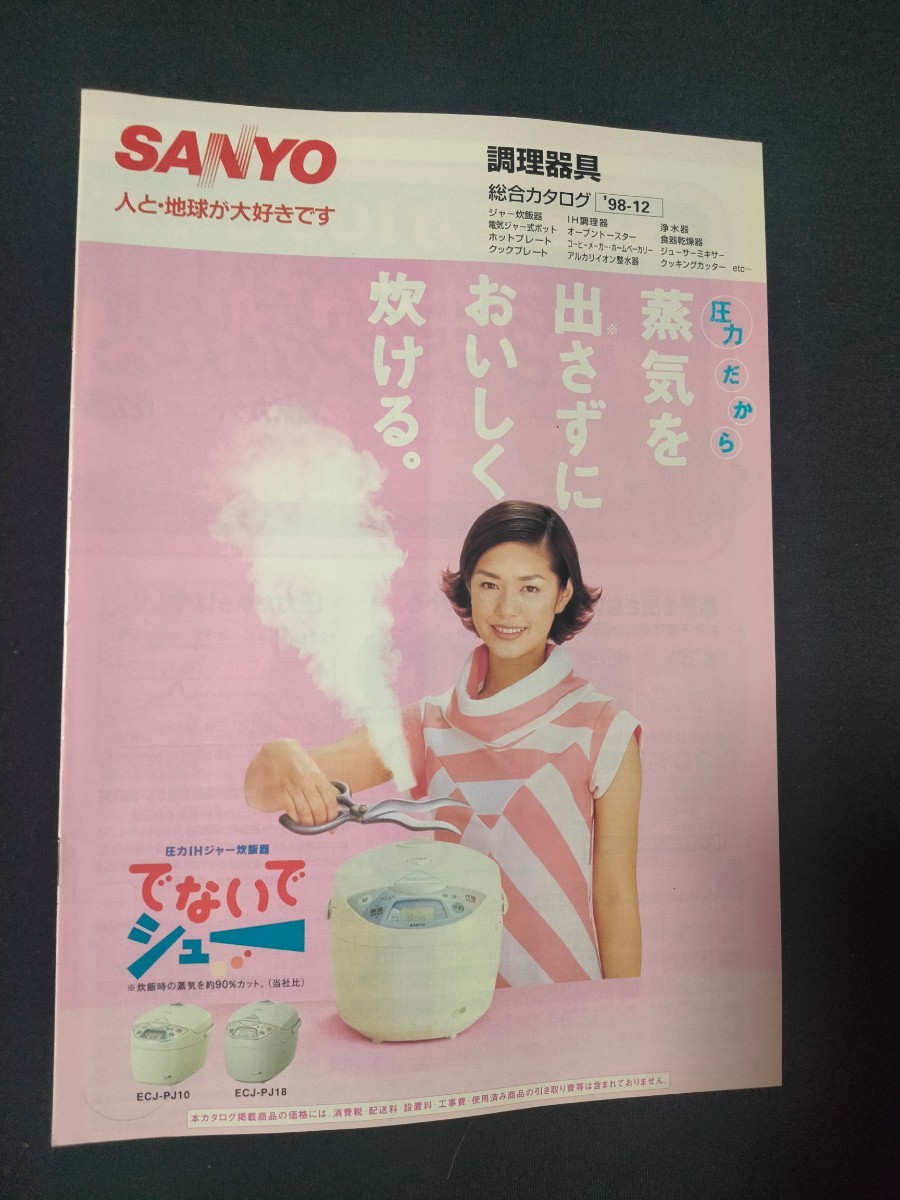 SANYO
人と・地球が大好きです
調理器具
総合カタログ '98-12
ジャー炊飯器
電気ジャー式ポット
ホットプレート
クックプレート
IH調理器
オーブントースター
コーヒーメーカー・ホームベーカリー
アルカリイオン整水器
浄水器
食器乾燥器
ジューサーミキサー
クッキングカッター etc…
圧力だから
蒸気を
出さずに※
おいしく
炊ける。
圧力IHジャー炊飯器
でないで
シュー
※炊飯時の蒸気を約90%カット。(当社比)
SANYO
ECJ-PJ10
ECJ-PJ18
本カタログ掲載商品の価格には、消費税・配送料・設置料・工事費、使用済み商品の引き取り費等は含まれておりません。